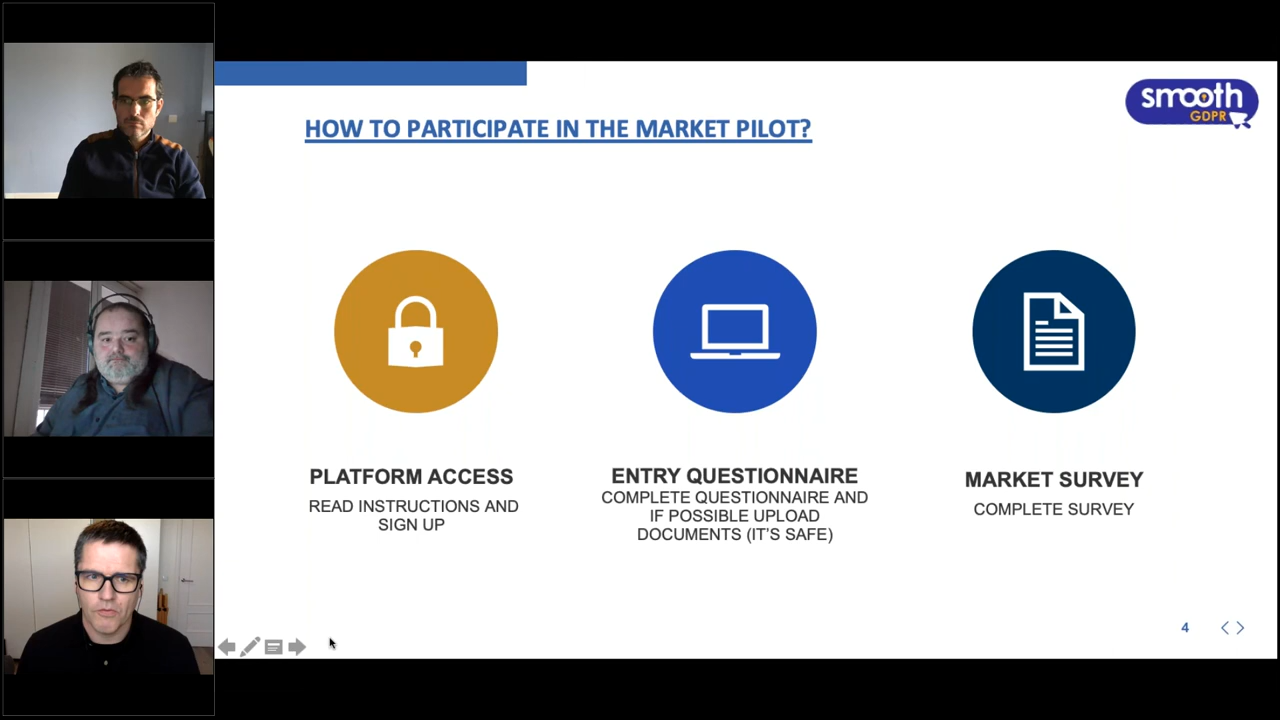 smooth
GDPR
HOW TO PARTICIPATE IN THE MARKET PILOT?
PLATFORM ACCESS
READ INSTRUCTIONS AND
SIGN UP
ENTRY QUESTIONNAIRE
COMPLETE QUESTIONNAIRE AND
IF POSSIBLE UPLOAD
DOCUMENTS (IT'S SAFE)
MARKET SURVEY
COMPLETE SURVEY
4